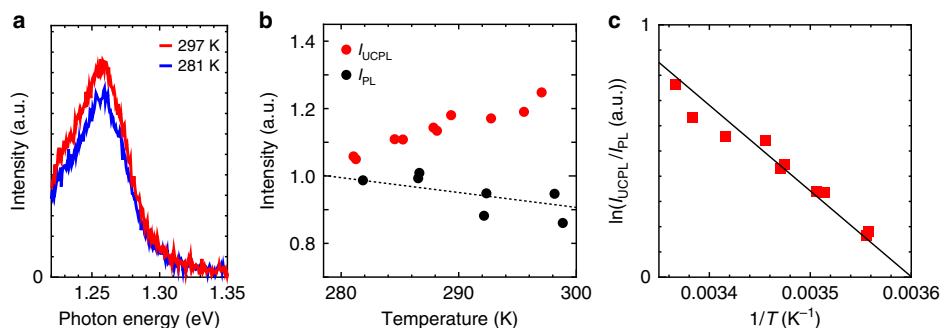 a
297 K
281 K
Intensity (a.u.)
0
1.25
1.30
1.35
Photon energy (eV)
b
I_UCPL
I_PL
Intensity (a.u.)
1.4
1.2
1.0
0.8
280
290
300
Temperature (K)
c
ln(I_UCPL/I_PL (a.u.))
1
0
0.0034
0.0035
0.0036
1/T (K⁻¹)